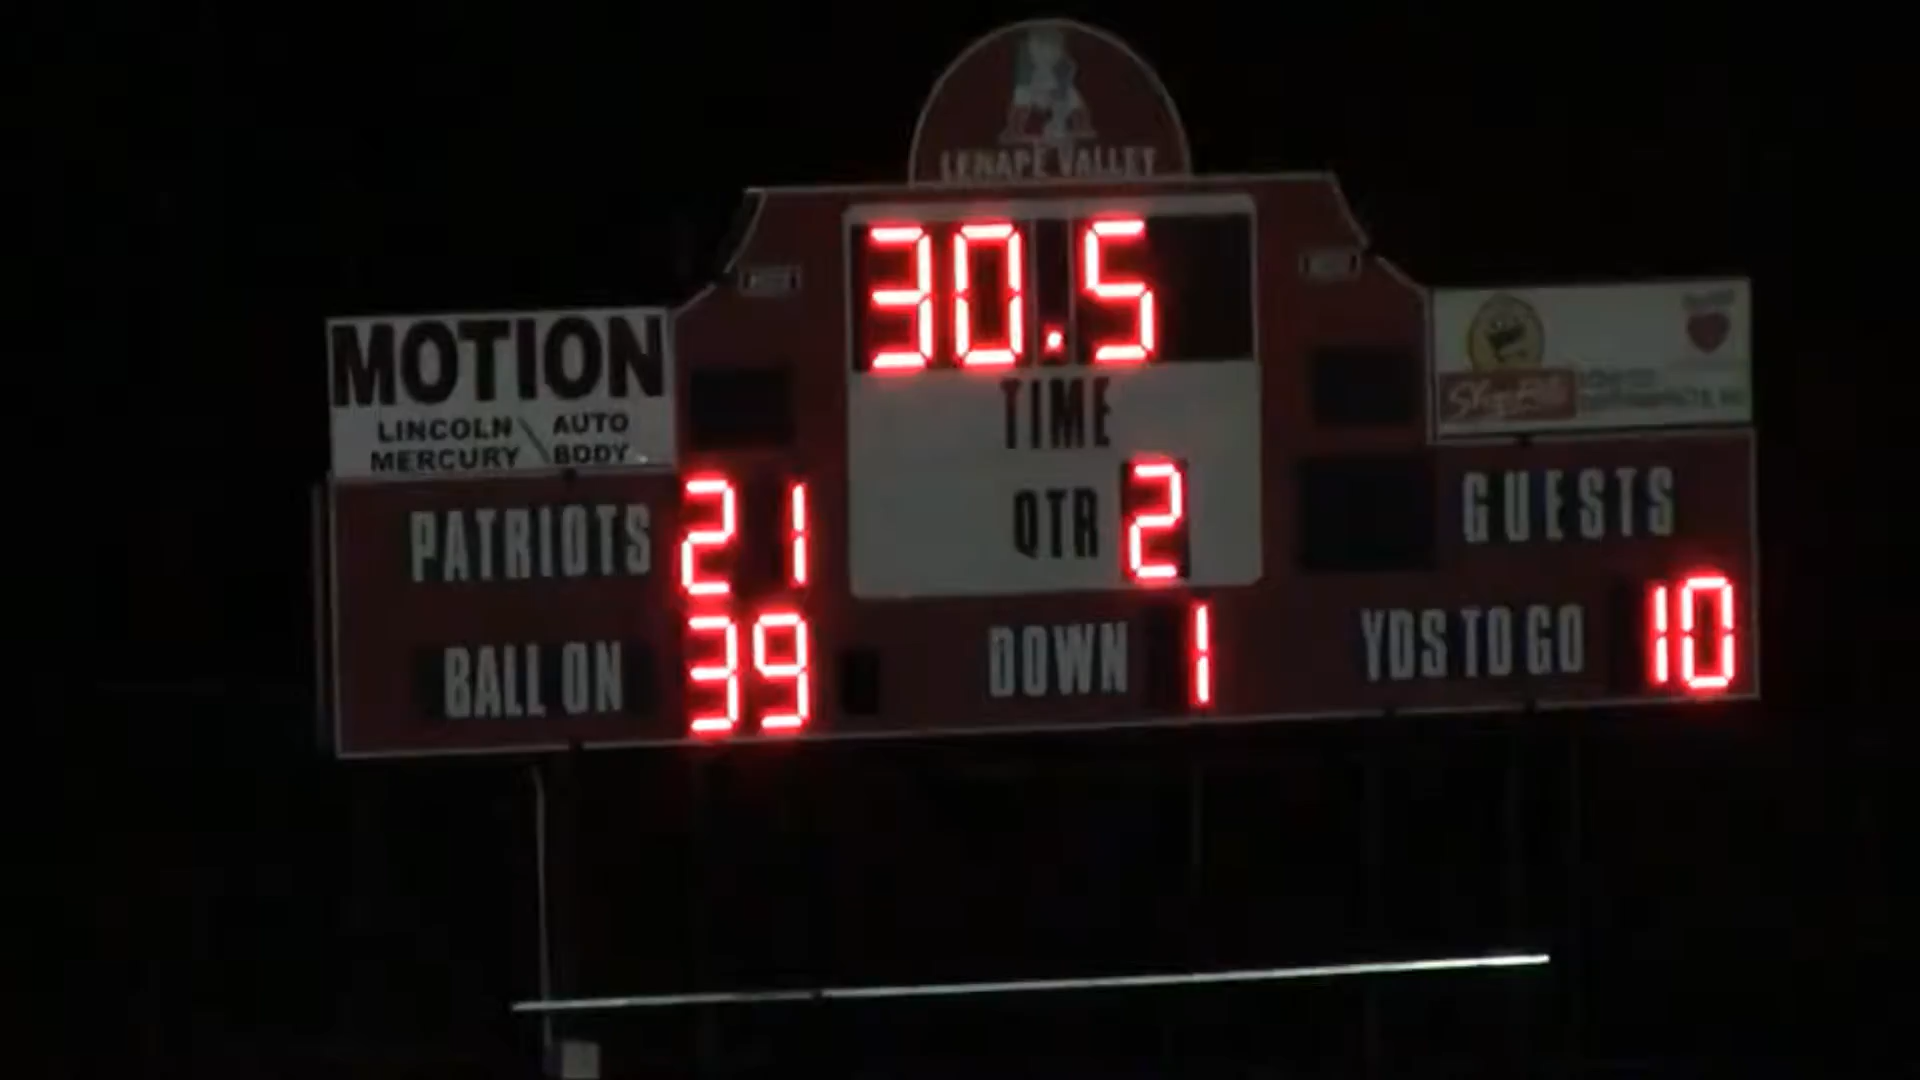 LENAPE VALLEY
30.5
TIME
MOTION
LINCOLN AUTO
MERCURY BODY
ShopRite
PATRIOTS 21
QTR 2
GUESTS
BALL ON 39
DOWN 1
YDS TO GO 10